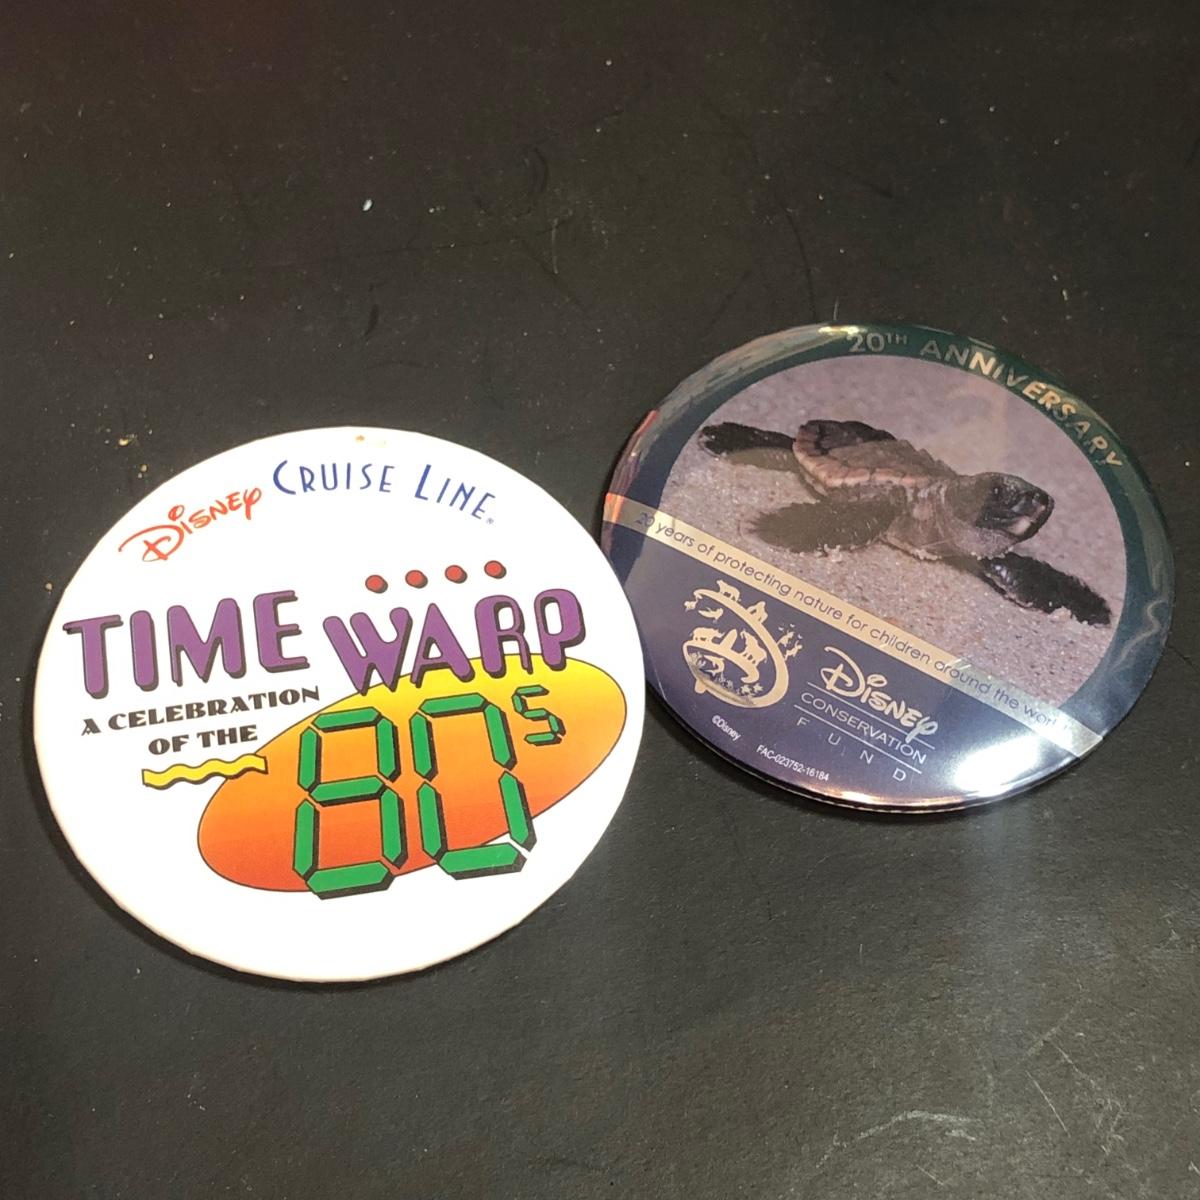 Disney CRUISE LINE®
TIME WARP
A CELEBRATION
OF THE
80s
20TH ANNIVERSARY
20 years of protecting nature for children around the world
Disney
CONSERVATION
FUND
©Disney
FAC-023752-16184